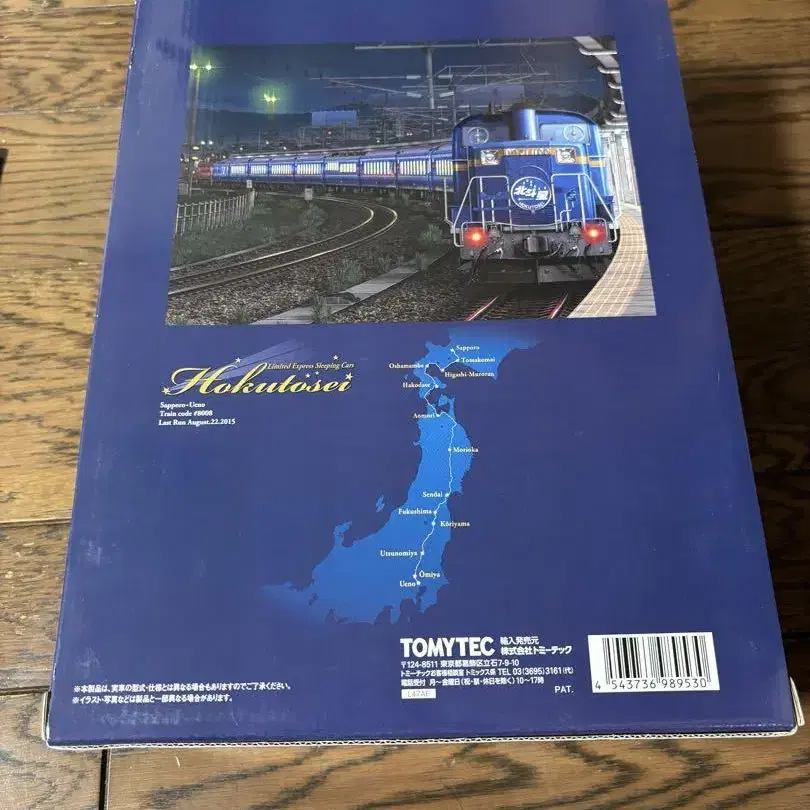 北斗星
HOKUTOSEI
Limited Express Sleeping Cars
Hokutosei
Sapporo-Ueno
Train code #8008
Last Run August.22.2015
Sapporo
Tomakomai
Oshamambe
Higashi-Muroran
Hakodate
Aomori
Morioka
Sendai
Fukushima
Kōriyama
Utsunomiya
Ōmiya
Ueno
TOMYTEC 輸入発売元 株式会社トミーテック
〒124-8511 東京都葛飾区立石7-9-10
トミーテックお客様相談室 トミックス係 TEL 03(3695)3161(代)
電話受付 月〜金曜日(祝・祭・休日を除く)10〜17時
L47AE
PAT.
4 543736 989530
※本製品は、実車の型式・仕様とは異なる場合もありますのでご了承ください。
※イラスト・写真などは製品と一部異なる場合があります。